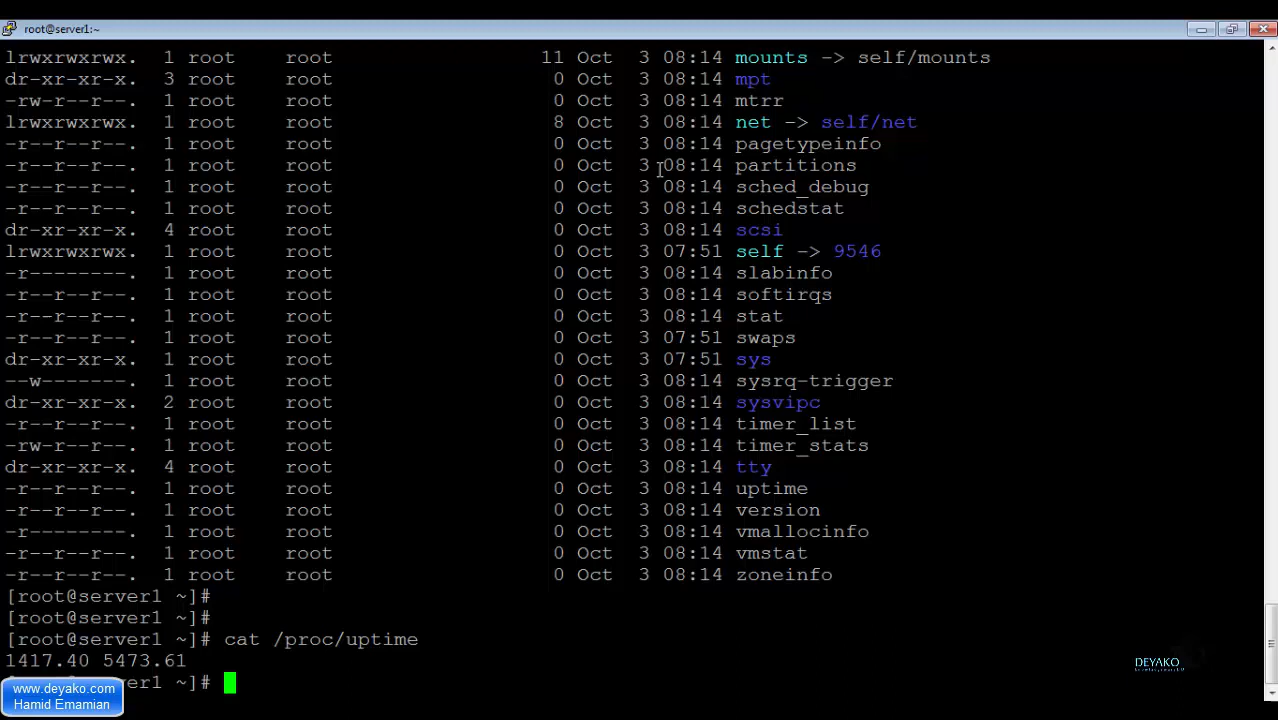 root@server1:~
lrwxrwxrwx. 1 root root 11 Oct 3 08:14 mounts -> self/mounts
dr-xr-xr-x. 3 root root 0 Oct 3 08:14 mpt
-rw-r--r--. 1 root root 0 Oct 3 08:14 mtrr
lrwxrwxrwx. 1 root root 8 Oct 3 08:14 net -> self/net
-r--r--r--. 1 root root 0 Oct 3 08:14 pagetypeinfo
-r--r--r--. 1 root root 0 Oct 3 08:14 partitions
-r--r--r--. 1 root root 0 Oct 3 08:14 sched_debug
-r--r--r--. 1 root root 0 Oct 3 08:14 schedstat
dr-xr-xr-x. 4 root root 0 Oct 3 08:14 scsi
lrwxrwxrwx. 1 root root 0 Oct 3 07:51 self -> 9546
-r--------. 1 root root 0 Oct 3 08:14 slabinfo
-r--r--r--. 1 root root 0 Oct 3 08:14 softirqs
-r--r--r--. 1 root root 0 Oct 3 08:14 stat
-r--r--r--. 1 root root 0 Oct 3 07:51 swaps
dr-xr-xr-x. 1 root root 0 Oct 3 07:51 sys
--w-------. 1 root root 0 Oct 3 08:14 sysrq-trigger
dr-xr-xr-x. 2 root root 0 Oct 3 08:14 sysvipc
-r--r--r--. 1 root root 0 Oct 3 08:14 timer_list
-rw-r--r--. 1 root root 0 Oct 3 08:14 timer_stats
dr-xr-xr-x. 4 root root 0 Oct 3 08:14 tty
-r--r--r--. 1 root root 0 Oct 3 08:14 uptime
-r--r--r--. 1 root root 0 Oct 3 08:14 version
-r--------. 1 root root 0 Oct 3 08:14 vmallocinfo
-r--r--r--. 1 root root 0 Oct 3 08:14 vmstat
-r--r--r--. 1 root root 0 Oct 3 08:14 zoneinfo
[root@server1 ~]#
[root@server1 ~]#
[root@server1 ~]# cat /proc/uptime
1417.40 5473.61
server1 ~]#
www.deyako.com
Hamid Emamian
DEYAKO